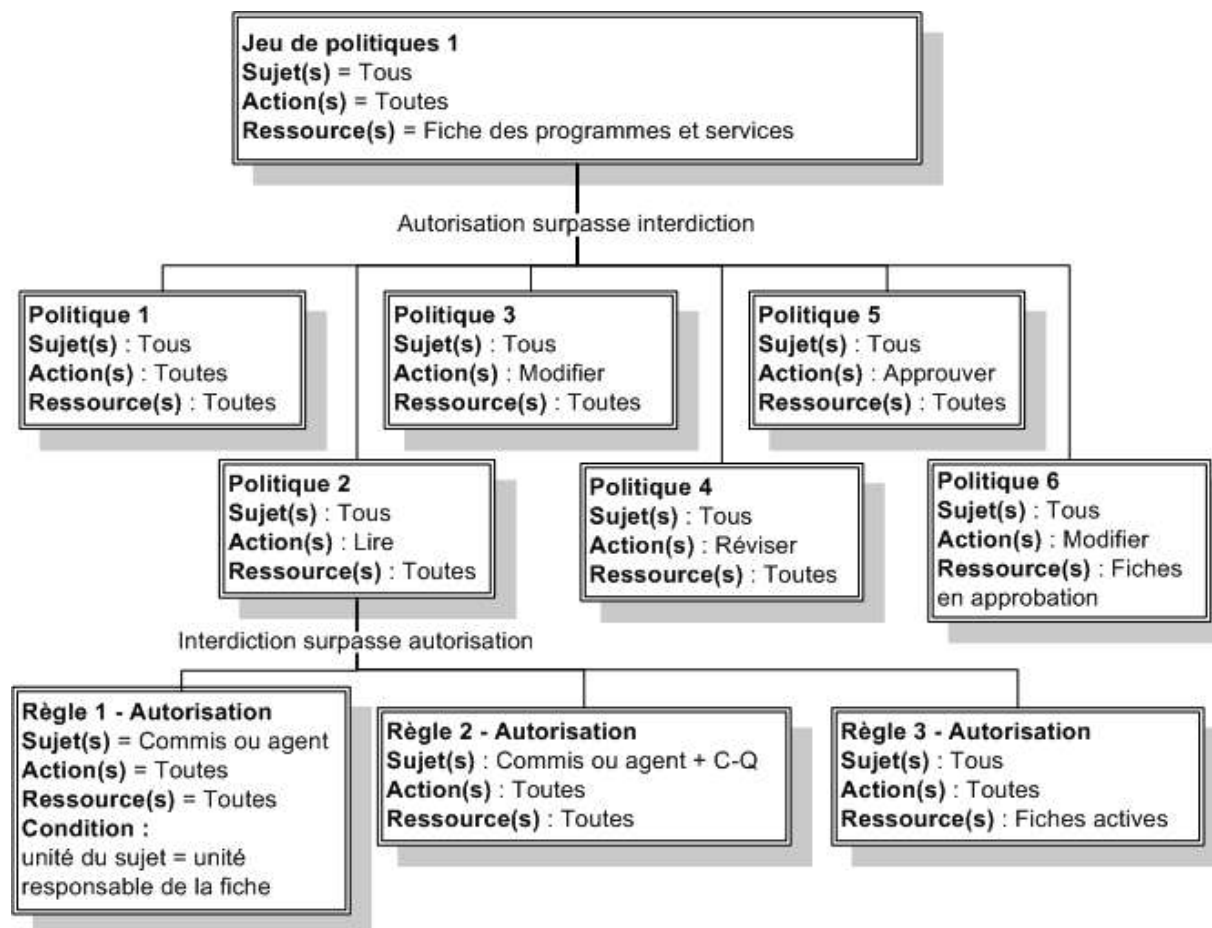 Jeu de politiques 1
Sujet(s) = Tous
Action(s) = Toutes
Ressource(s) = Fiche des programmes et services
Autorisation surpasse interdiction
Politique 1
Sujet(s) : Tous
Action(s) : Toutes
Ressource(s) : Toutes
Politique 3
Sujet(s) : Tous
Action(s) : Modifier
Ressource(s) : Toutes
Politique 5
Sujet(s) : Tous
Action(s) : Approuver
Ressource(s) : Toutes
Politique 2
Sujet(s) : Tous
Action(s) : Lire
Ressource(s) : Toutes
Politique 4
Sujet(s) : Tous
Action(s) : Réviser
Ressource(s) : Toutes
Politique 6
Sujet(s) : Tous
Action(s) : Modifier
Ressource(s) : Fiches
en approbation
Interdiction surpasse autorisation
Règle 1 - Autorisation
Sujet(s) = Commis ou agent
Action(s) = Toutes
Ressource(s) = Toutes
Condition :
unité du sujet = unité
responsable de la fiche
Règle 2 - Autorisation
Sujet(s) : Commis ou agent + C-Q
Action(s) : Toutes
Ressource(s) : Toutes
Règle 3 - Autorisation
Sujet(s) : Tous
Action(s) : Toutes
Ressource(s) : Fiches actives